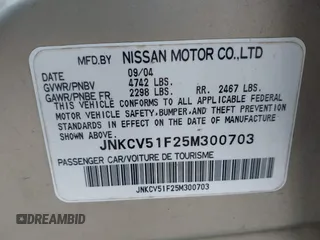 MFD.BY NISSAN MOTOR CO.,LTD
DATE 09/04
GVWR/PNBV 4742 LBS.
GAWR/PNBE FR. 2298 LBS. RR. 2467 LBS.
THIS VEHICLE CONFORMS TO ALL APPLICABLE
FEDERAL MOTOR VEHICLE SAFETY,BUMPER,AND THEFT
PREVENTION STANDARDS IN EFFECT ON THE DATE OF MANUFACTURE
SHOWN ABOVE.
JNKCV51F25M300703
PASSENGER CAR/VOITURE DE TOURISME
JNKCV51F25M300703
DREAMBID